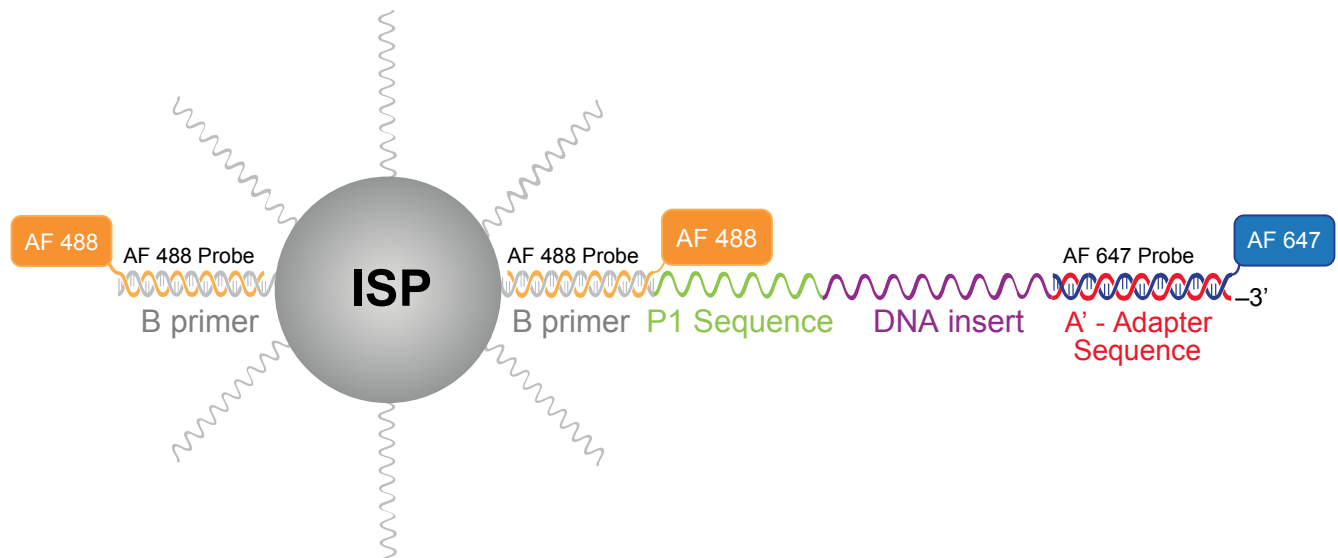 AF 488
AF 488 Probe
B primer
ISP
AF 488 Probe
B primer
AF 488
P1 Sequence
DNA insert
AF 647 Probe
A' - Adapter
Sequence
AF 647
–3’